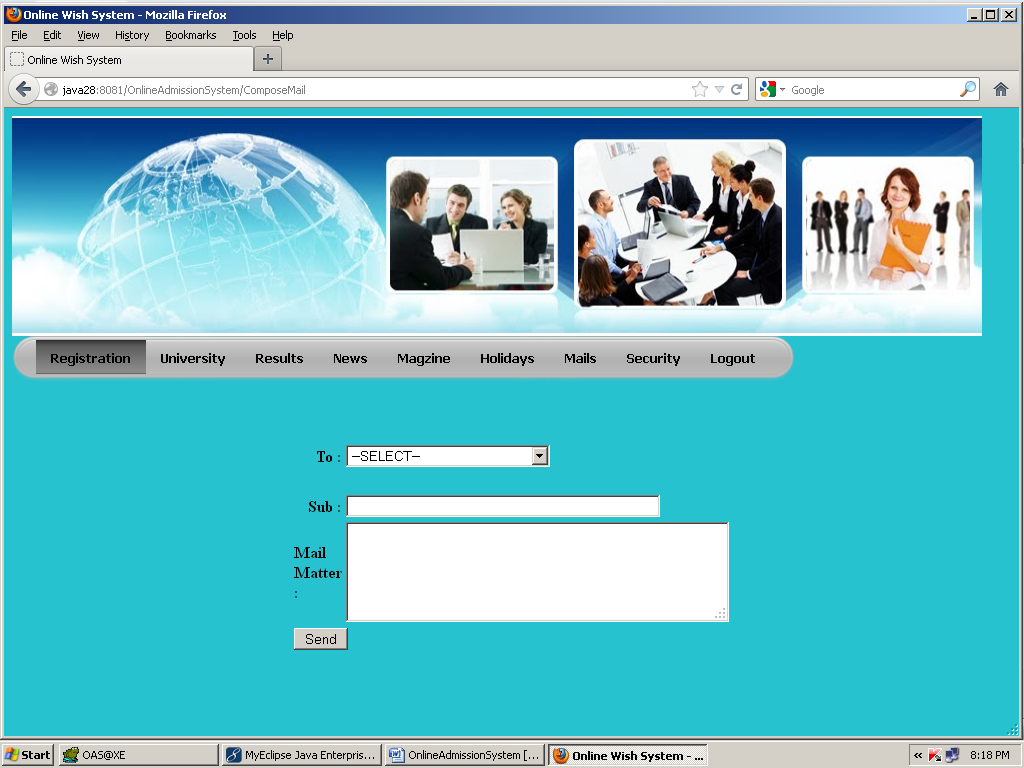 Online Wish System - Mozilla Firefox
File Edit View History Bookmarks Tools Help
Online Wish System
java28:8081/OnlineAdmissionSystem/ComposeMail Google
Registration University Results News Magzine Holidays Mails Security Logout
To : --SELECT--
Sub :
Mail
Matter
:
Send
Start OAS@XE MyEclipse Java Enterpris... OnlineAdmissionSystem [... Online Wish System - ... « 8:18 PM